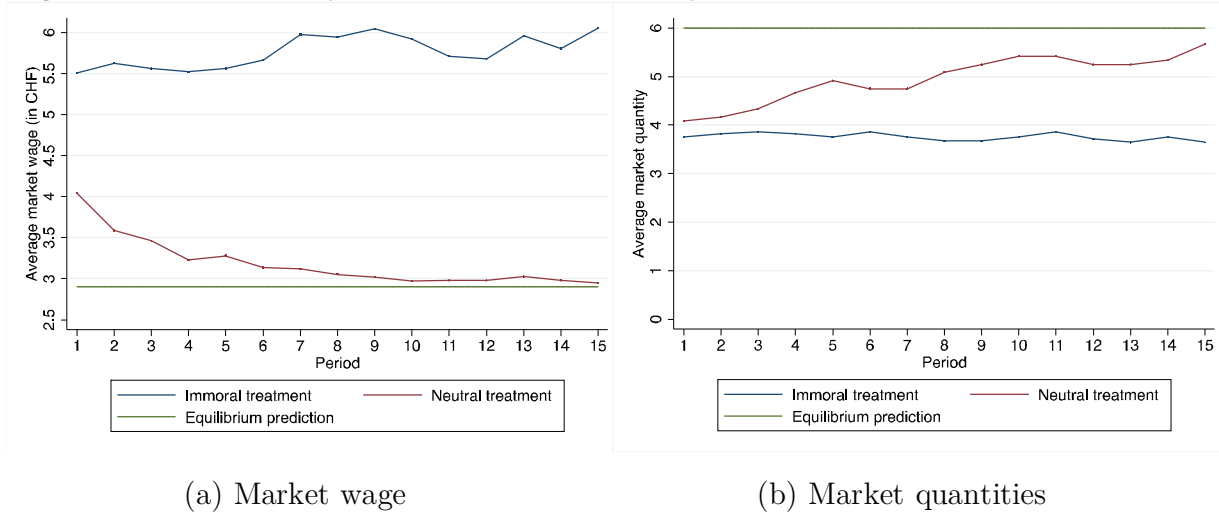 Average market wage (in CHF)
6
5.5
5
4.5
4
3.5
3
2.5
1 2 3 4 5 6 7 8 9 10 11 12 13 14 15
Period
Immoral treatment
Neutral treatment
Equilibrium prediction
(a) Market wage
Average market quantity
6
5
4
3
2
1
0
1 2 3 4 5 6 7 8 9 10 11 12 13 14 15
Period
Immoral treatment
Neutral treatment
Equilibrium prediction
(b) Market quantities